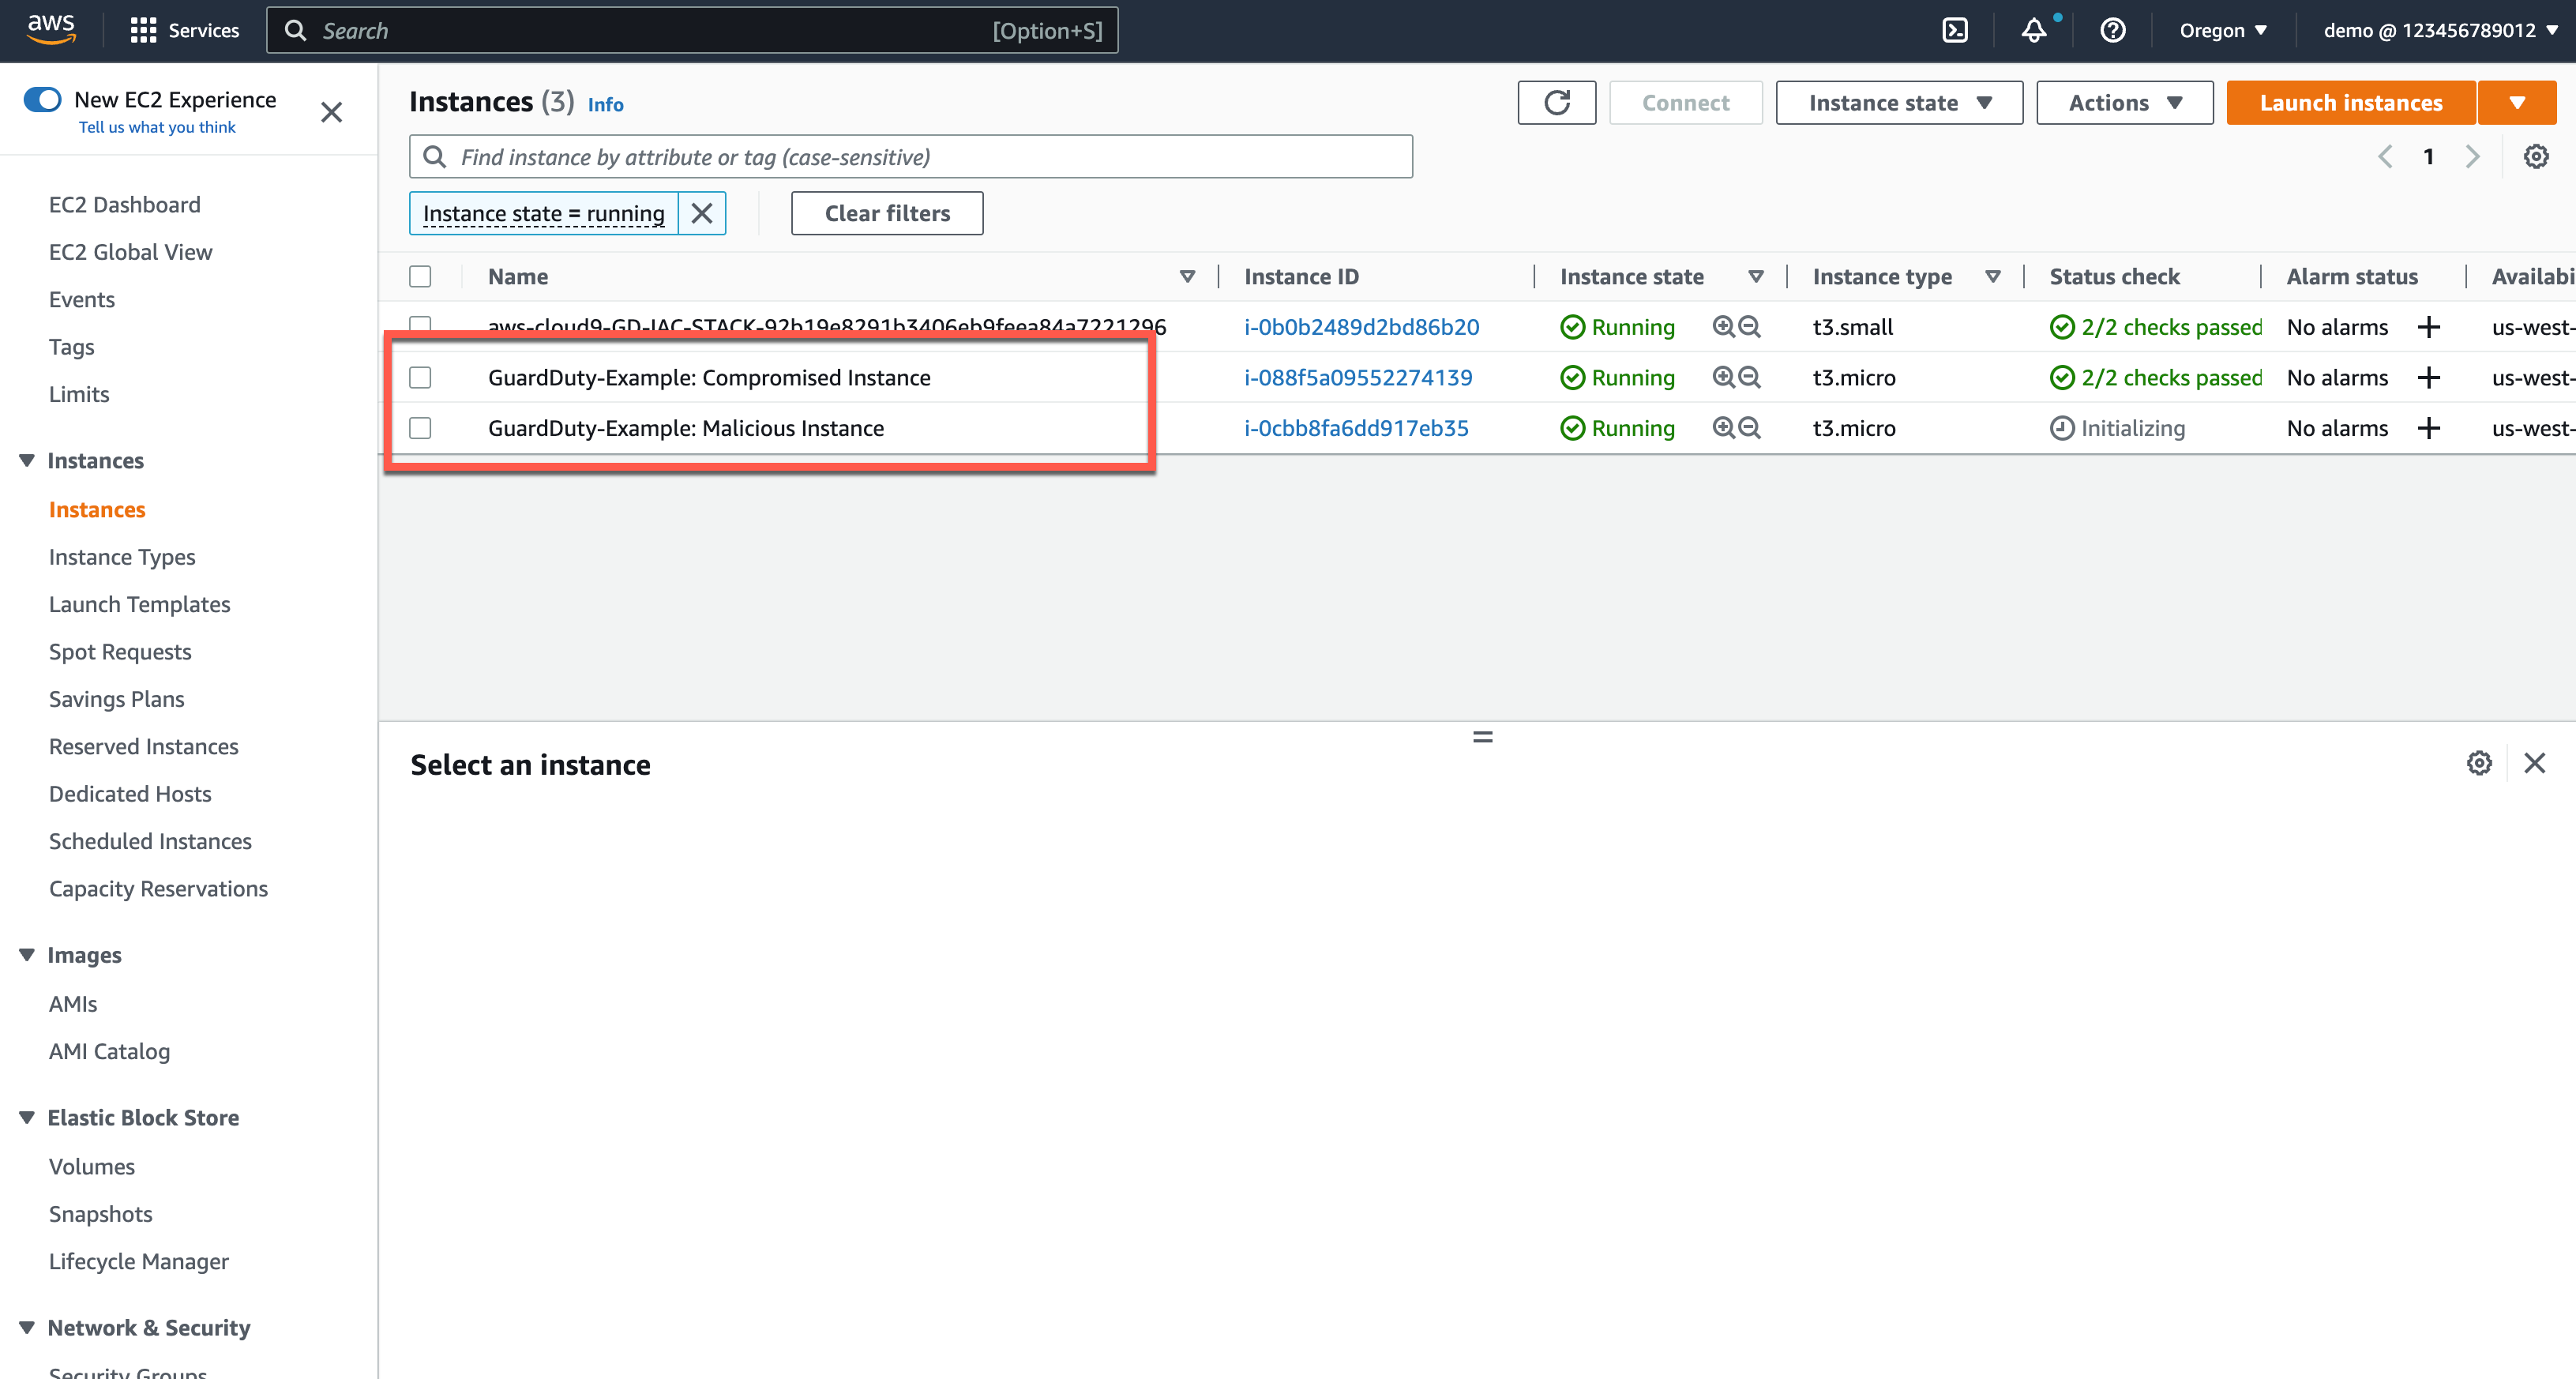 aws Services Search [Option+S] Oregon demo @ 123456789012
New EC2 Experience
Tell us what you think
EC2 Dashboard
EC2 Global View
Events
Tags
Limits
Instances
Instances
Instance Types
Launch Templates
Spot Requests
Savings Plans
Reserved Instances
Dedicated Hosts
Scheduled Instances
Capacity Reservations
Images
AMIs
AMI Catalog
Elastic Block Store
Volumes
Snapshots
Lifecycle Manager
Network & Security
Security Groups
Instances (3) Info Connect Instance state Actions Launch instances
Find instance by attribute or tag (case-sensitive) 1
Instance state = running Clear filters
Name Instance ID Instance state Instance type Status check Alarm status Availabi
aws-cloud9-GD-IAC-STACK-92b19e8291b3406eb9feea84a7221296 i-0b0b2489d2bd86b20 Running t3.small 2/2 checks passed No alarms us-west-
GuardDuty-Example: Compromised Instance i-088f5a09552274139 Running t3.micro 2/2 checks passed No alarms us-west-
GuardDuty-Example: Malicious Instance i-0cbb8fa6dd917eb35 Running t3.micro Initializing No alarms us-west-
Select an instance